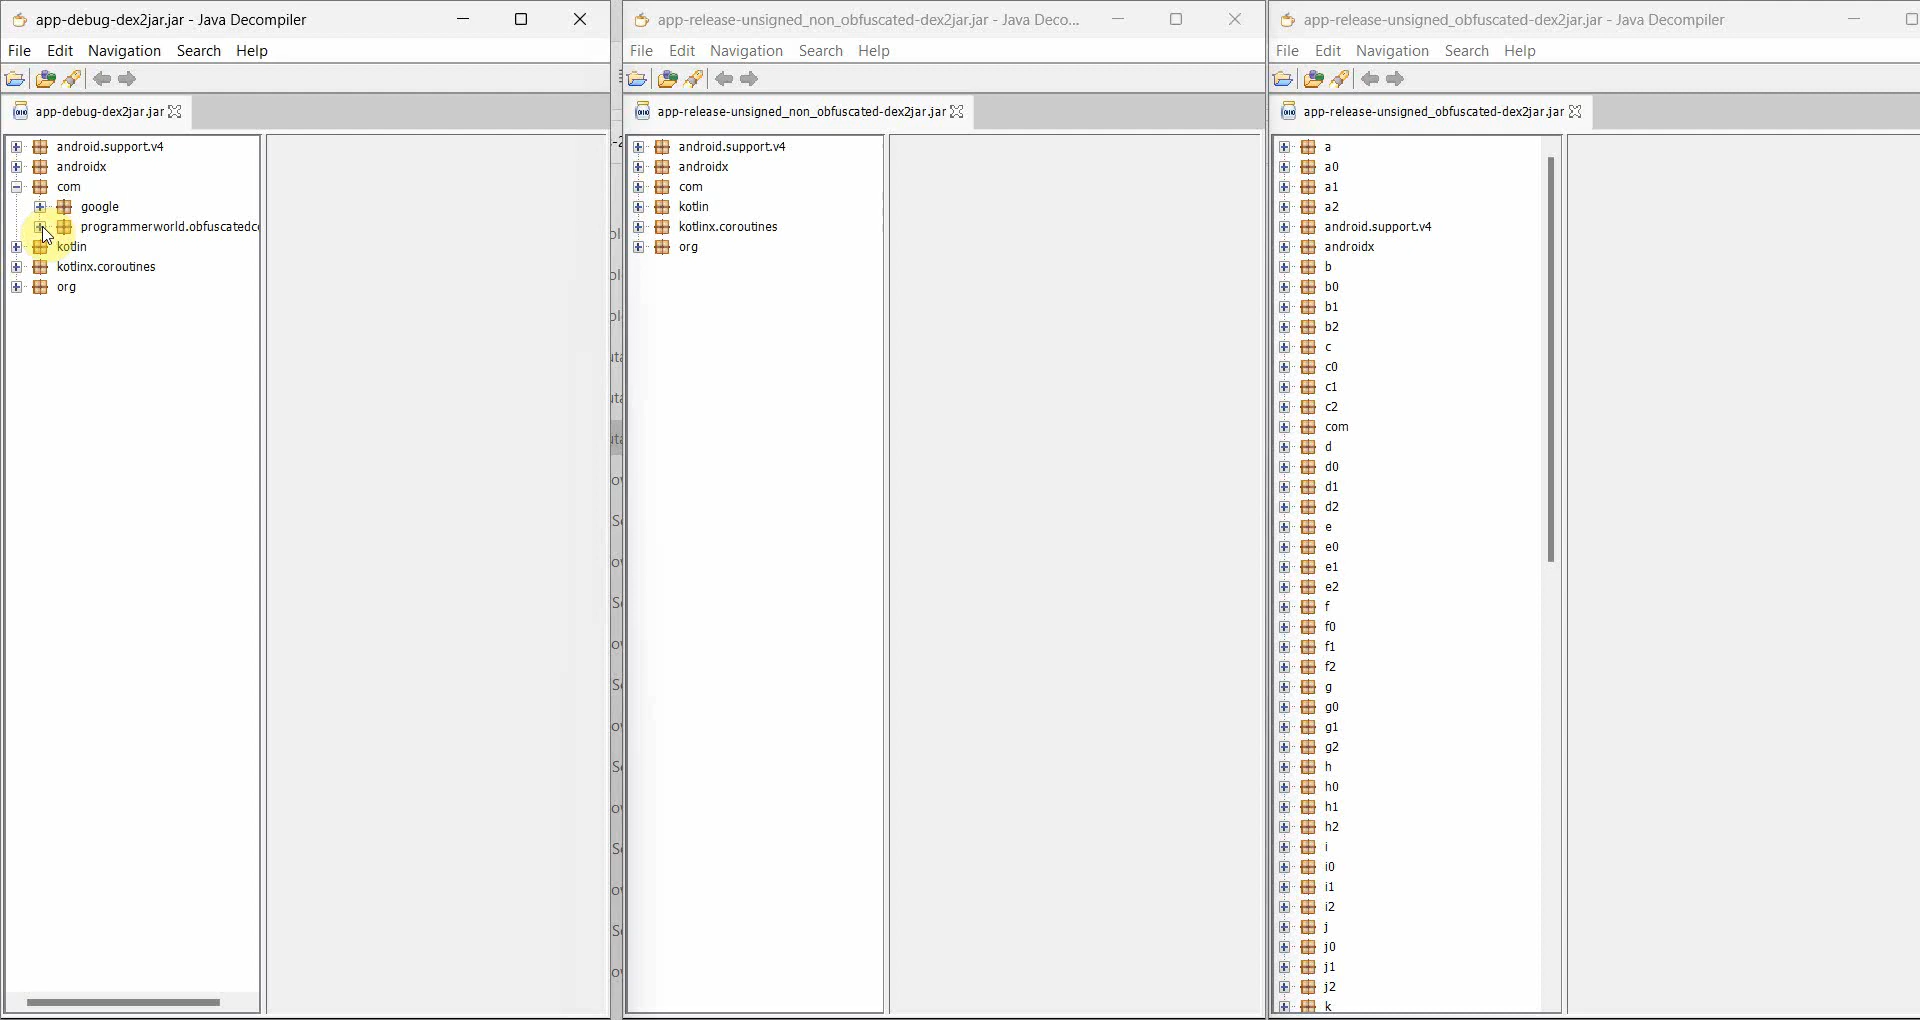 app-debug-dex2jar.jar - Java Decompiler
File Edit Navigation Search Help
app-debug-dex2jar.jar
android.support.v4
androidx
com
google
programmerworld.obfuscatedc
kotlin
kotlinx.coroutines
org
app-release-unsigned_non_obfuscated-dex2jar.jar - Java Deco...
File Edit Navigation Search Help
app-release-unsigned_non_obfuscated-dex2jar.jar
android.support.v4
androidx
com
kotlin
kotlinx.coroutines
org
app-release-unsigned_obfuscated-dex2jar.jar - Java Decompiler
File Edit Navigation Search Help
app-release-unsigned_obfuscated-dex2jar.jar
a
a0
a1
a2
android.support.v4
androidx
b
b0
b1
b2
c
c0
c1
c2
com
d
d0
d1
d2
e
e0
e1
e2
f
f0
f1
f2
g
g0
g1
g2
h
h0
h1
h2
i
i0
i1
i2
j
j0
j1
j2
k